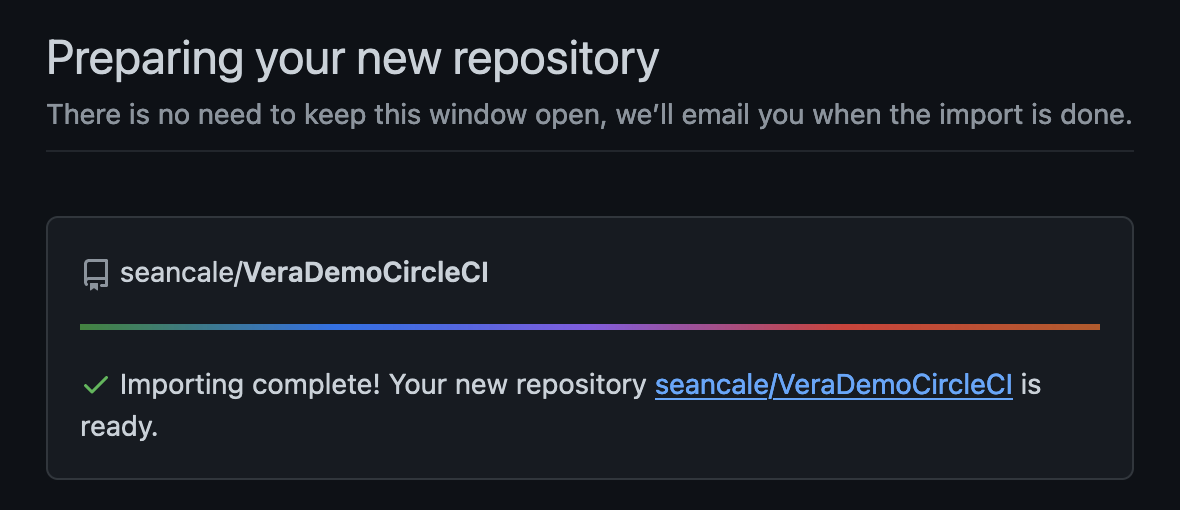 Preparing your new repository
There is no need to keep this window open, we’ll email you when the import is done.
seancale/VeraDemoCircleCI
Importing complete! Your new repository seancale/VeraDemoCircleCI is
ready.